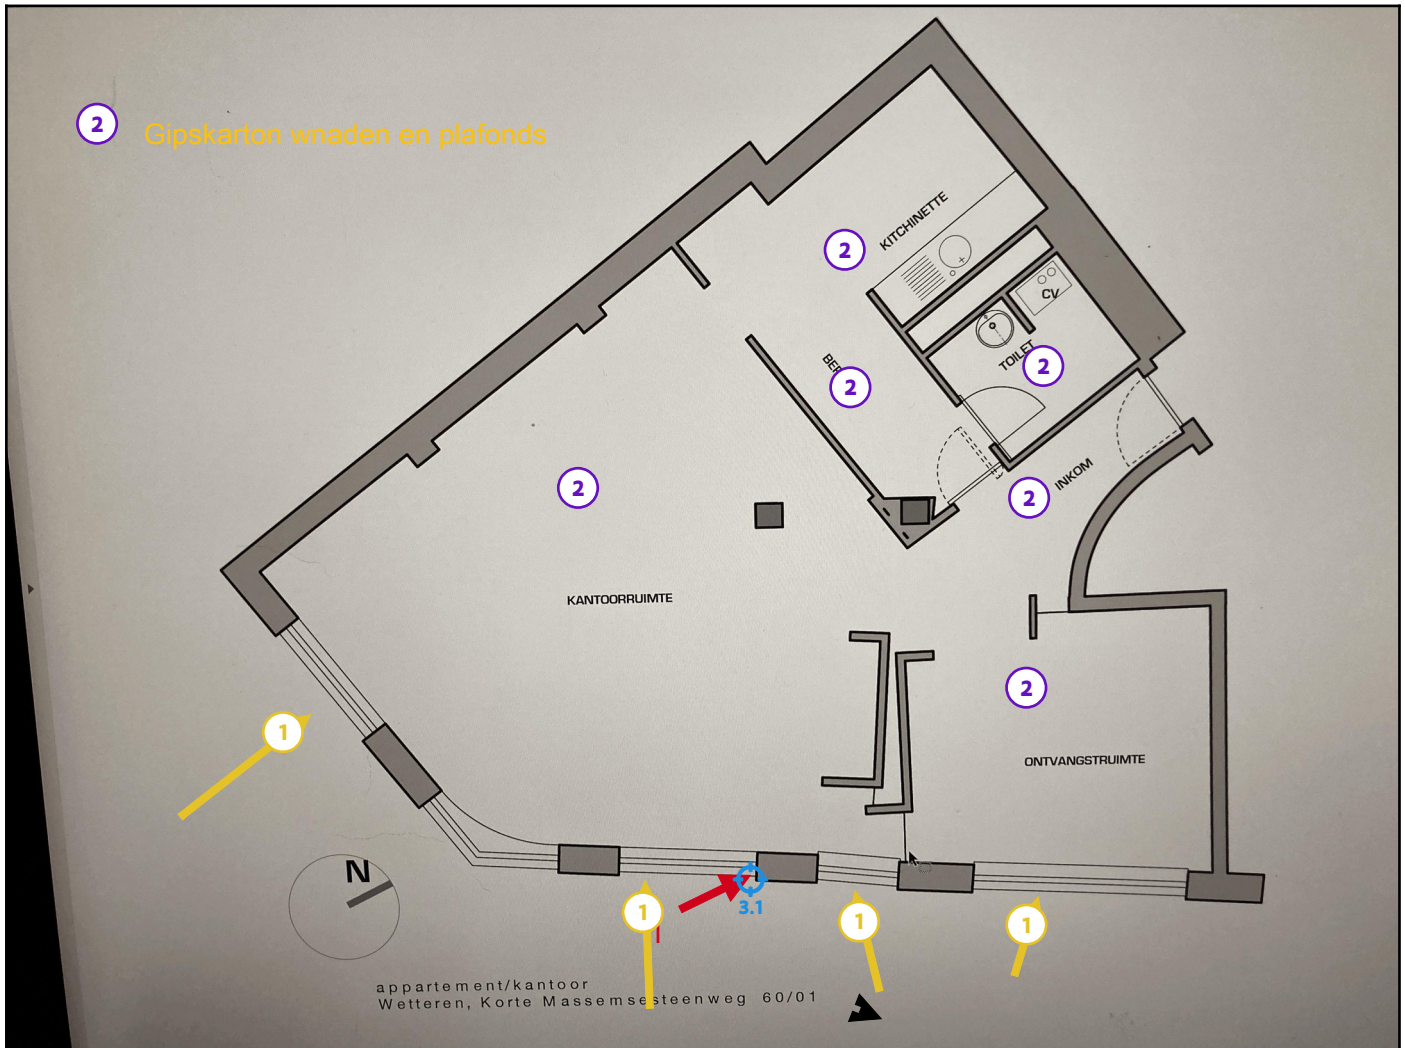 2 Gipskarton wnaden en plafonds
KITCHINETTE
2
CV
TOILET
2
2
2
2
INKOM
KANTOORRUIMTE
2
1
ONTVANGSTRUIMTE
N
3.1
1
1
1
appartement/kantoor
Wetteren, Korte Massemsesteenweg 60/01